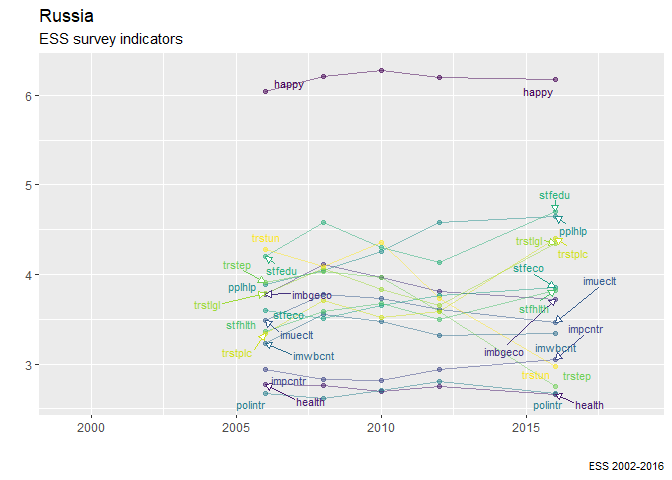 Russia
ESS survey indicators
happy
happy
6
stfedu
5
pplhlp
trstun
trstlgl
trstplc
trstep
stfedu
stfeco
4
pplhlp
imbgeco
imueclt
trstlgl
stfeco
stfhlth
stfhlth
imueclt
impcntr
trstplc
imwbcnt
imbgeco
imwbcnt
3
impcntr
trstun
trstep
polintr
health
polintr
health
2000
2005
2010
2015
ESS 2002-2016